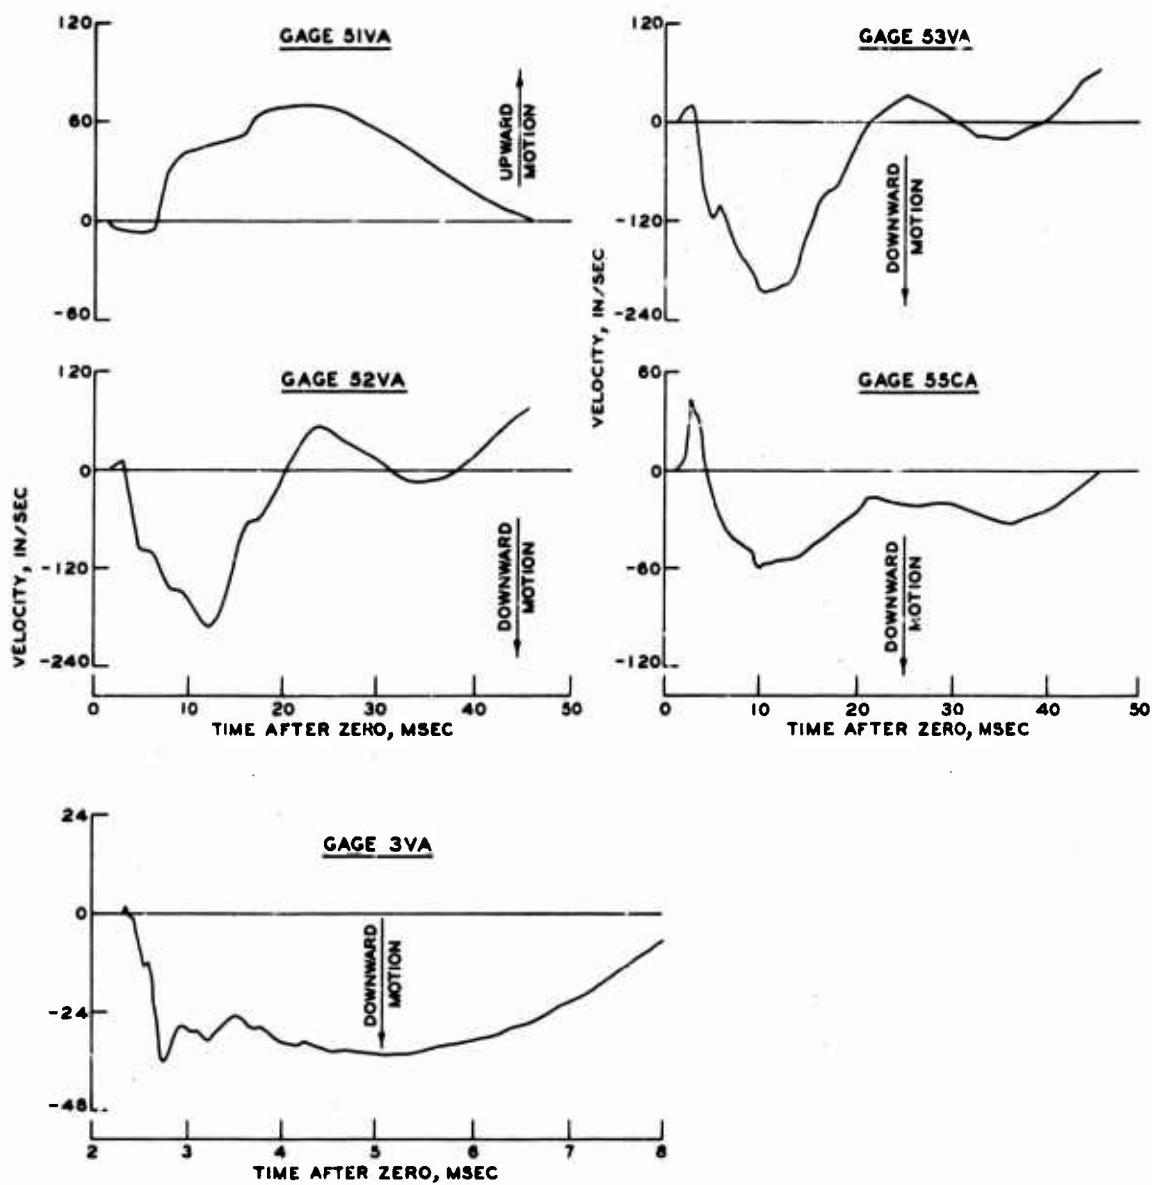 GAGE 51VA
120
60
0
-60
UPWARD
MOTION
GAGE 53VA
120
0
-120
-240
DOWNWARD
MOTION
VELOCITY, IN/SEC
GAGE 52VA
120
0
-120
-240
DOWNWARD
MOTION
VELOCITY, IN/SEC
0 10 20 30 40 50
TIME AFTER ZERO, MSEC
GAGE 55CA
60
0
-60
-120
DOWNWARD
MOTION
0 10 20 30 40 50
TIME AFTER ZERO, MSEC
GAGE 3VA
24
0
-24
-48
DOWNWARD
MOTION
2 3 4 5 6 7 8
TIME AFTER ZERO, MSEC